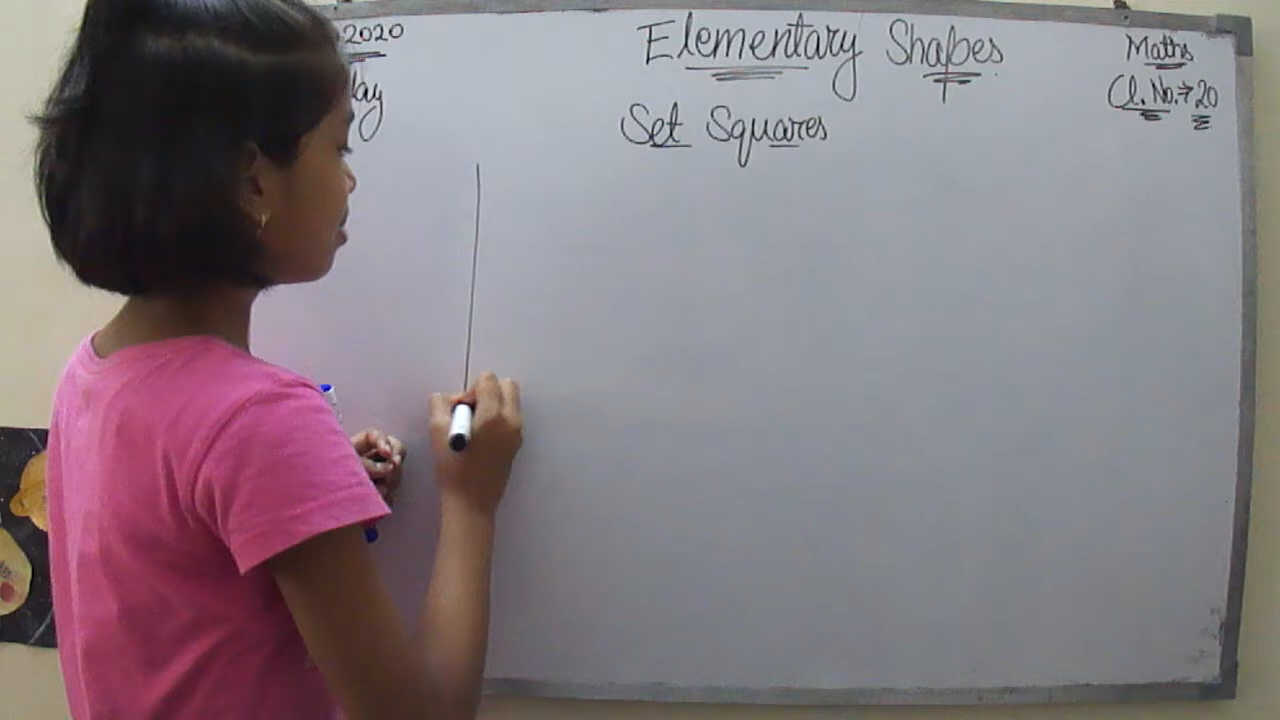 2020
Elementary Shapes
Maths
Cl. No.→20
Set Squares